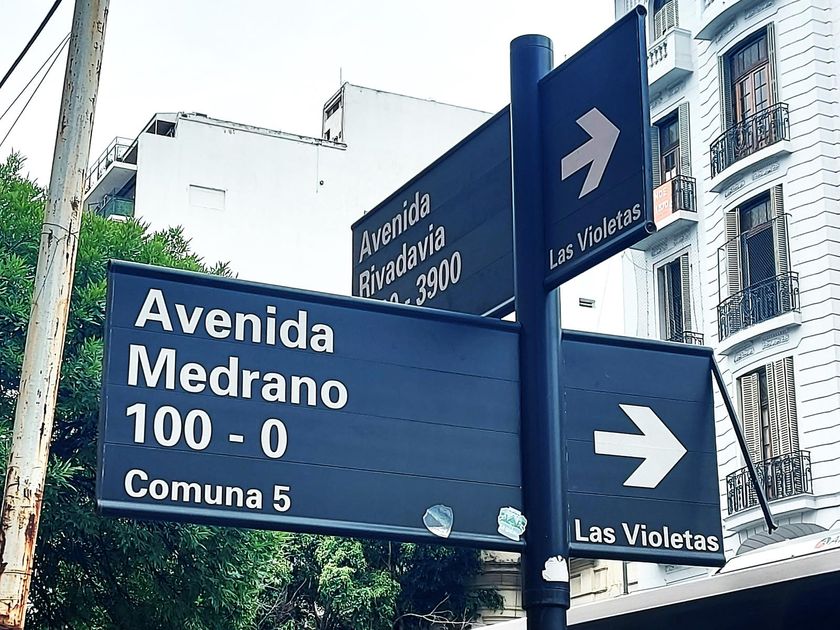 Avenida
Rivadavia
3900
Las Violetas
Avenida
Medrano
100 - 0
Comuna 5
Las Violetas